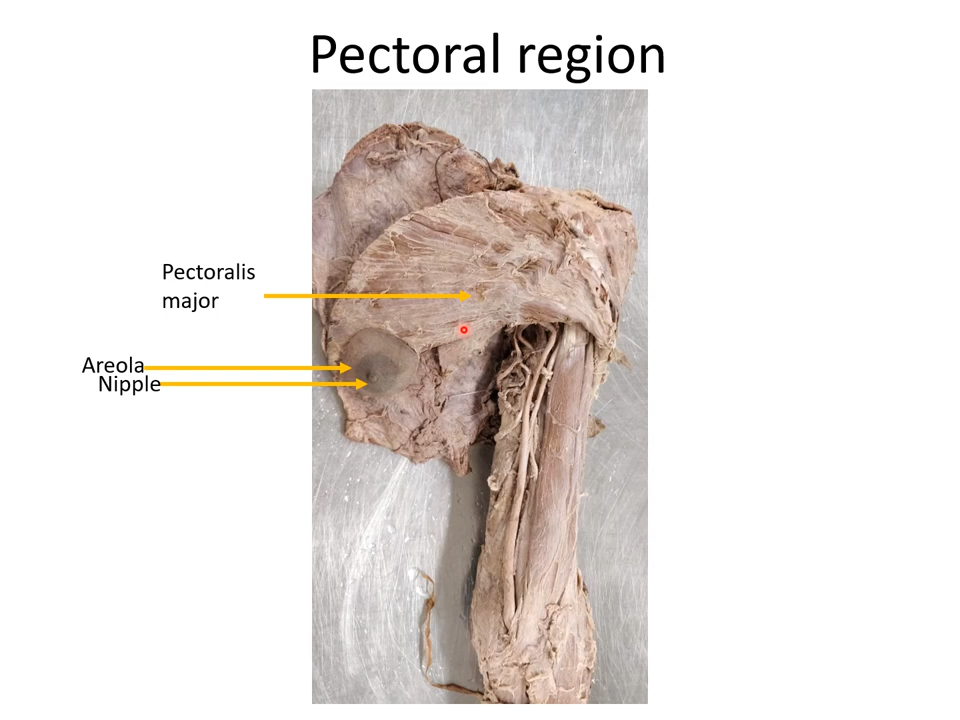 Pectoral region
Pectoralis
major
Areola
Nipple